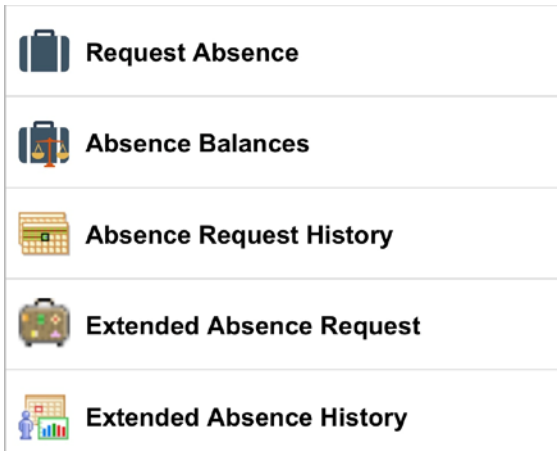 Request Absence
Absence Balances
Absence Request History
Extended Absence Request
Extended Absence History